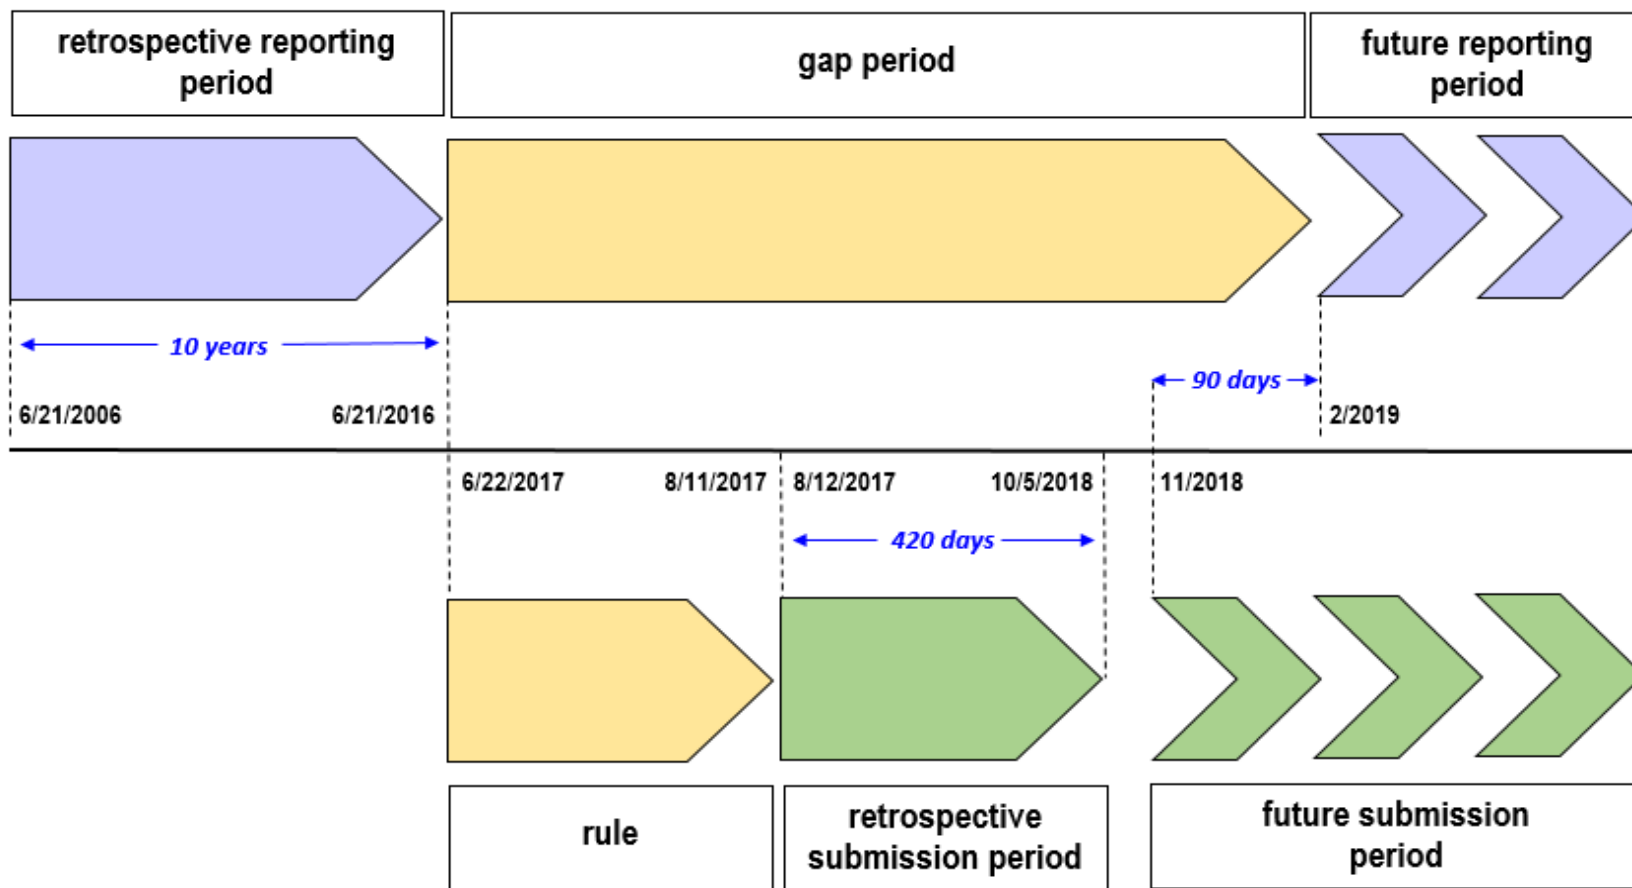 retrospective reporting
period
gap period
future reporting
period
10 years
90 days
6/21/2006
6/21/2016
2/2019
6/22/2017
8/11/2017
8/12/2017
10/5/2018
11/2018
420 days
rule
retrospective
submission period
future submission
period